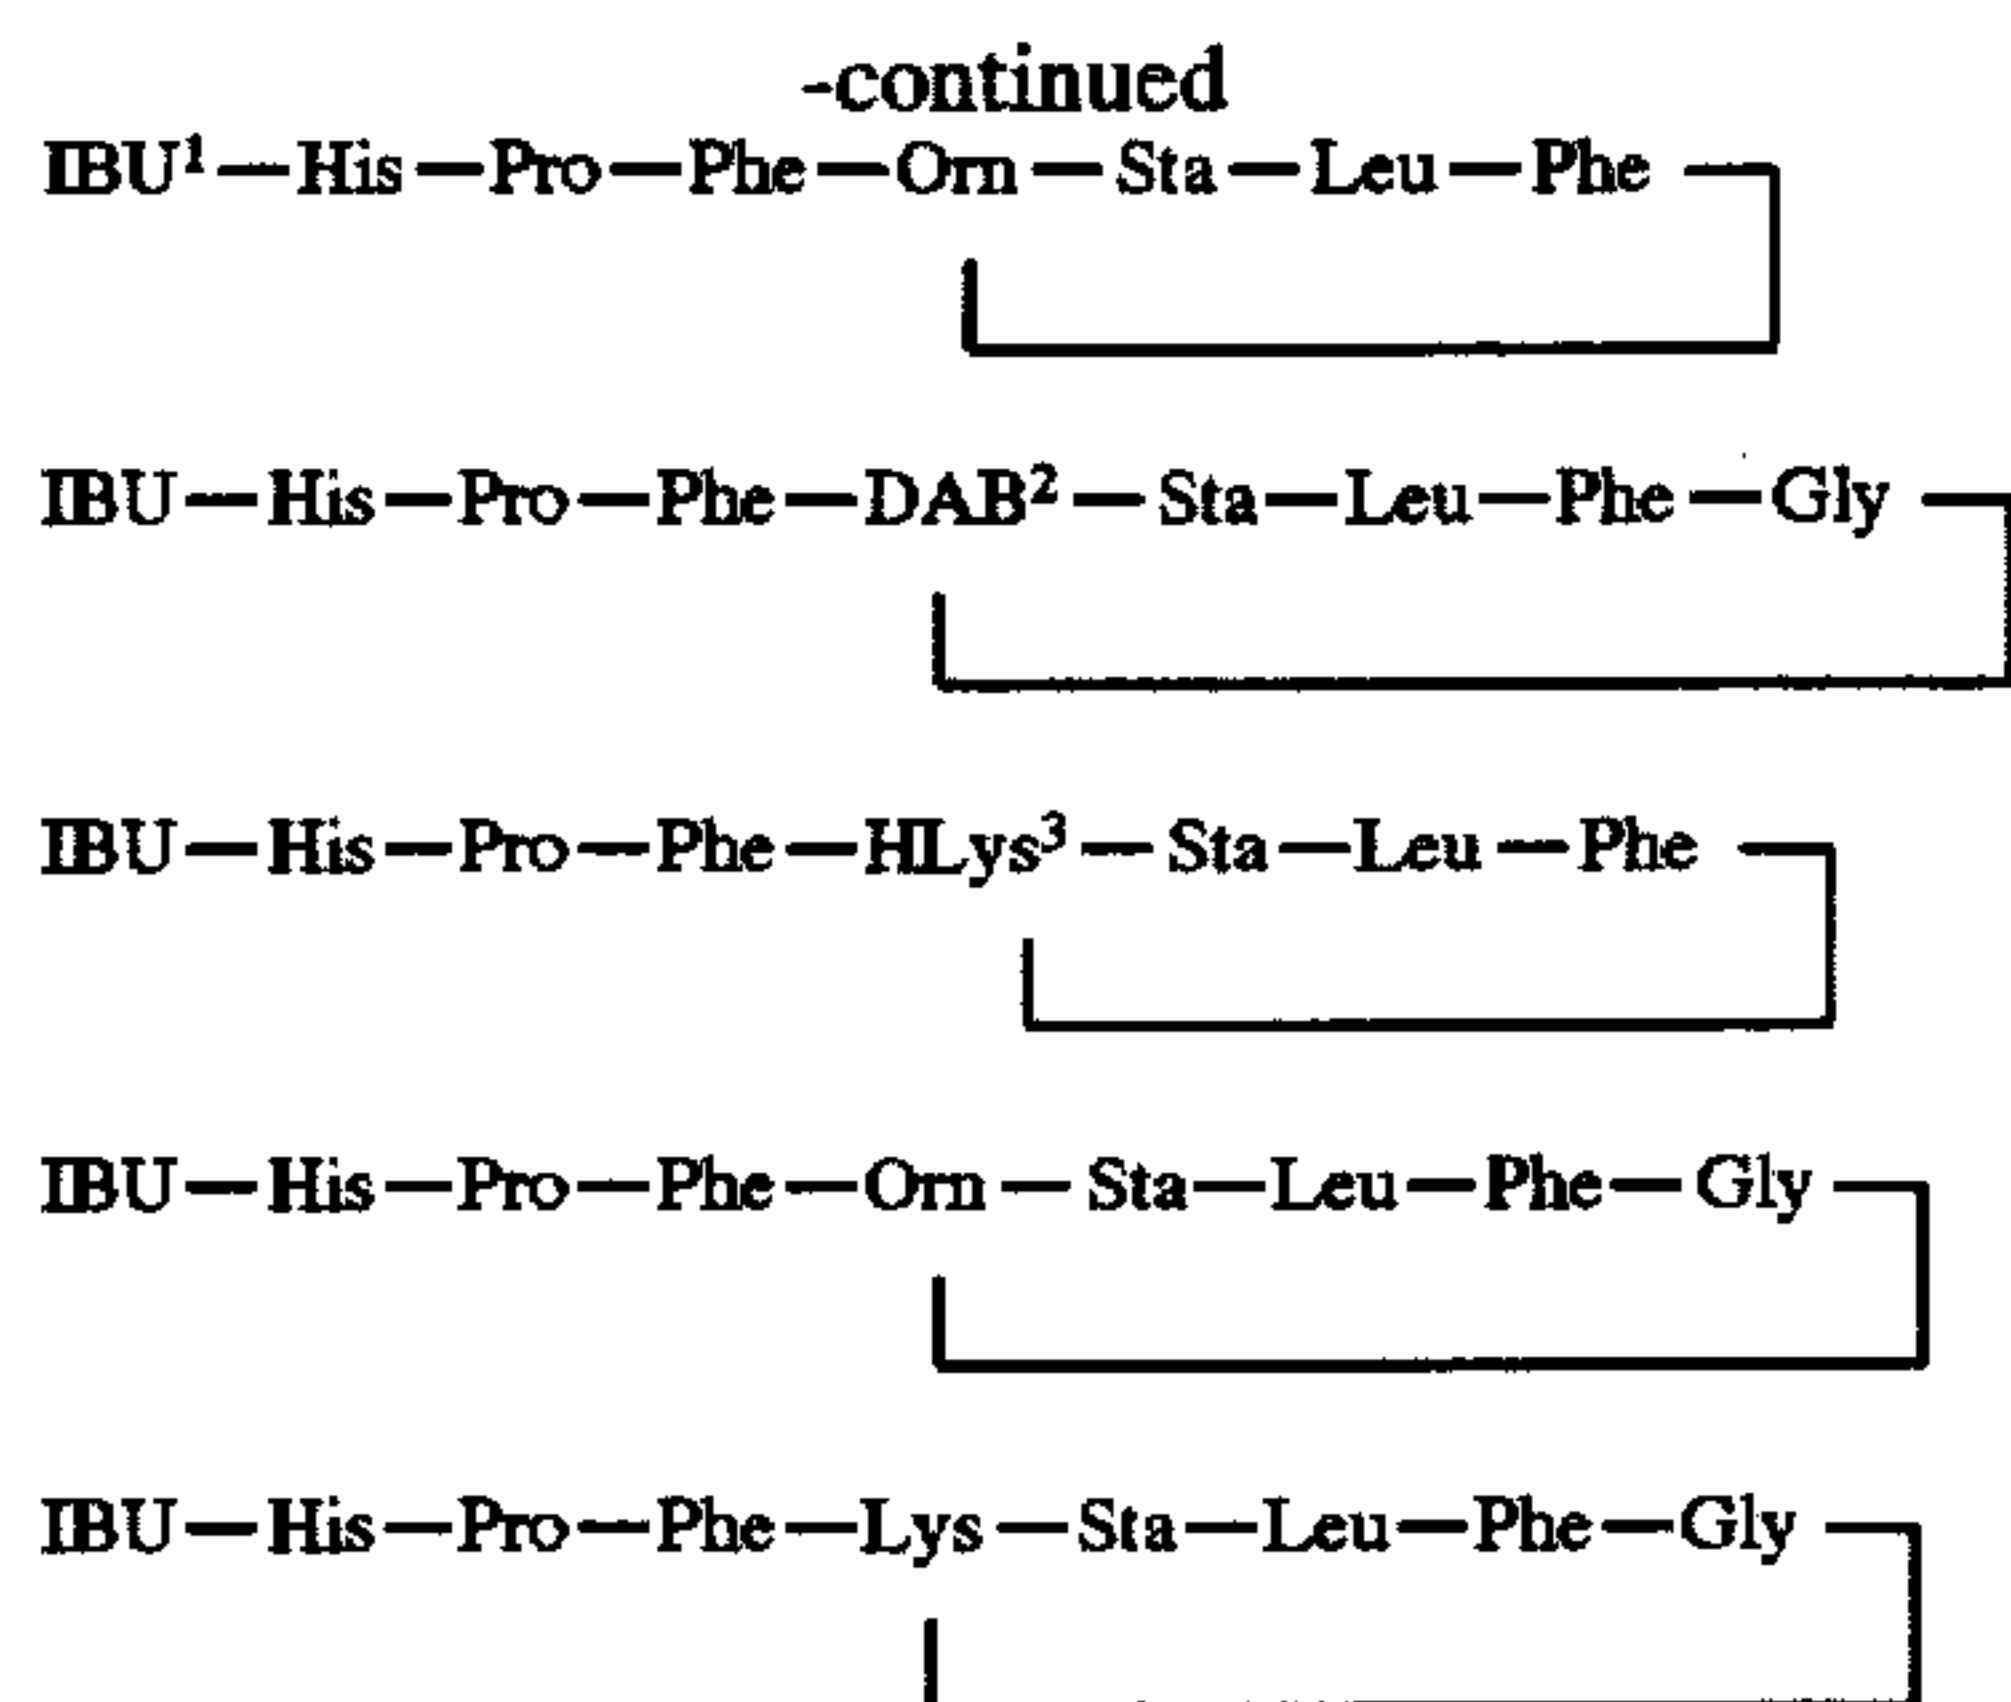 -continued
IBU¹—His—Pro—Phe—Orn—Sta—Leu—Phe
IBU—His—Pro—Phe—DAB²—Sta—Leu—Phe—Gly
IBU—His—Pro—Phe—HLys³—Sta—Leu—Phe
IBU—His—Pro—Phe—Orn—Sta—Leu—Phe—Gly
IBU—His—Pro—Phe—Lys—Sta—Leu—Phe—Gly